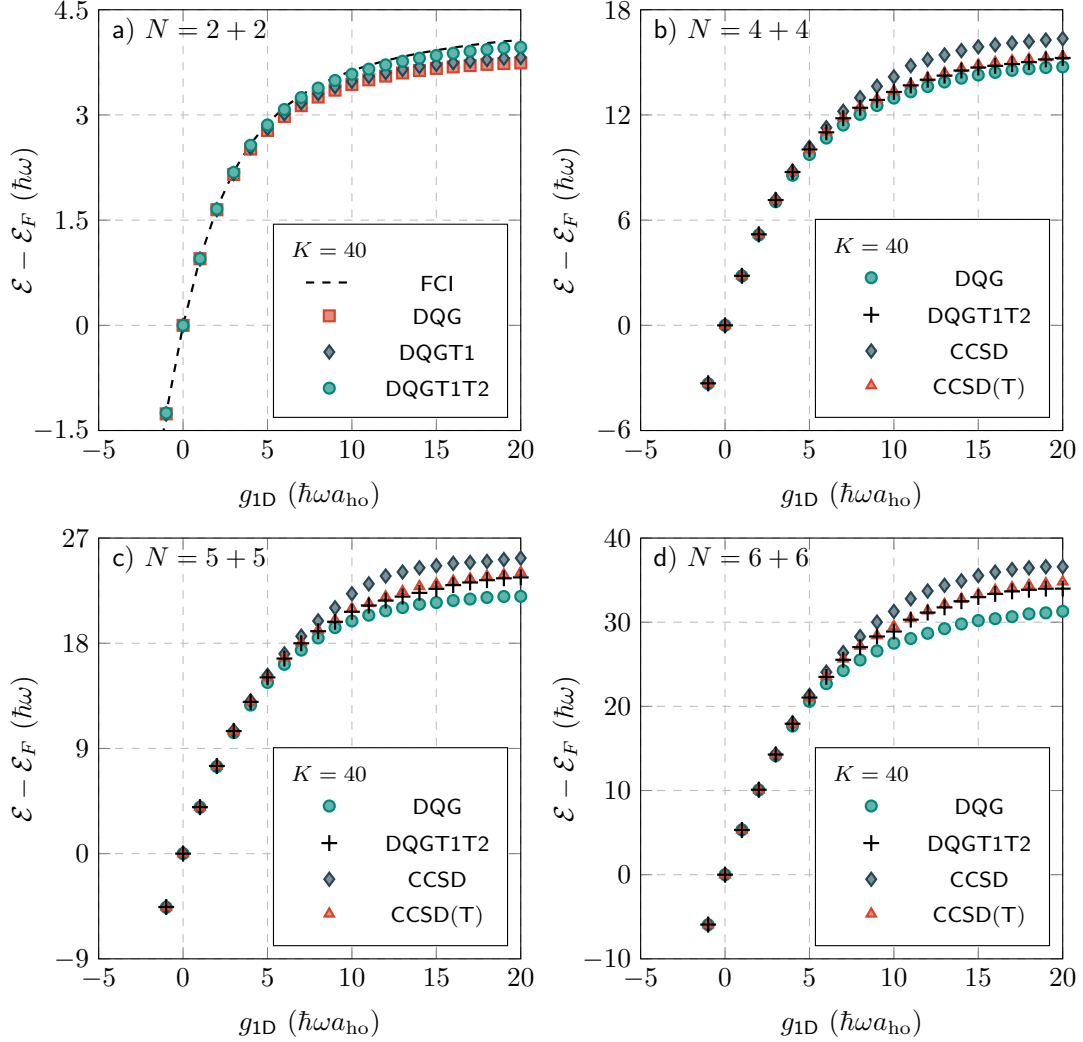 a) N = 2 + 2
4.5
3
1.5
0
−1.5
ℰ − ℰ_F (ħω)
K = 40
FCI
DQG
DQGT1
DQGT1T2
−5 0 5 10 15 20
g_1D (ħωa_ho)
b) N = 4 + 4
18
12
6
0
−6
ℰ − ℰ_F (ħω)
K = 40
DQG
DQGT1T2
CCSD
CCSD(T)
−5 0 5 10 15 20
g_1D (ħωa_ho)
c) N = 5 + 5
27
18
9
0
−9
ℰ − ℰ_F (ħω)
K = 40
DQG
DQGT1T2
CCSD
CCSD(T)
−5 0 5 10 15 20
g_1D (ħωa_ho)
d) N = 6 + 6
40
30
20
10
0
−10
ℰ − ℰ_F (ħω)
K = 40
DQG
DQGT1T2
CCSD
CCSD(T)
−5 0 5 10 15 20
g_1D (ħωa_ho)